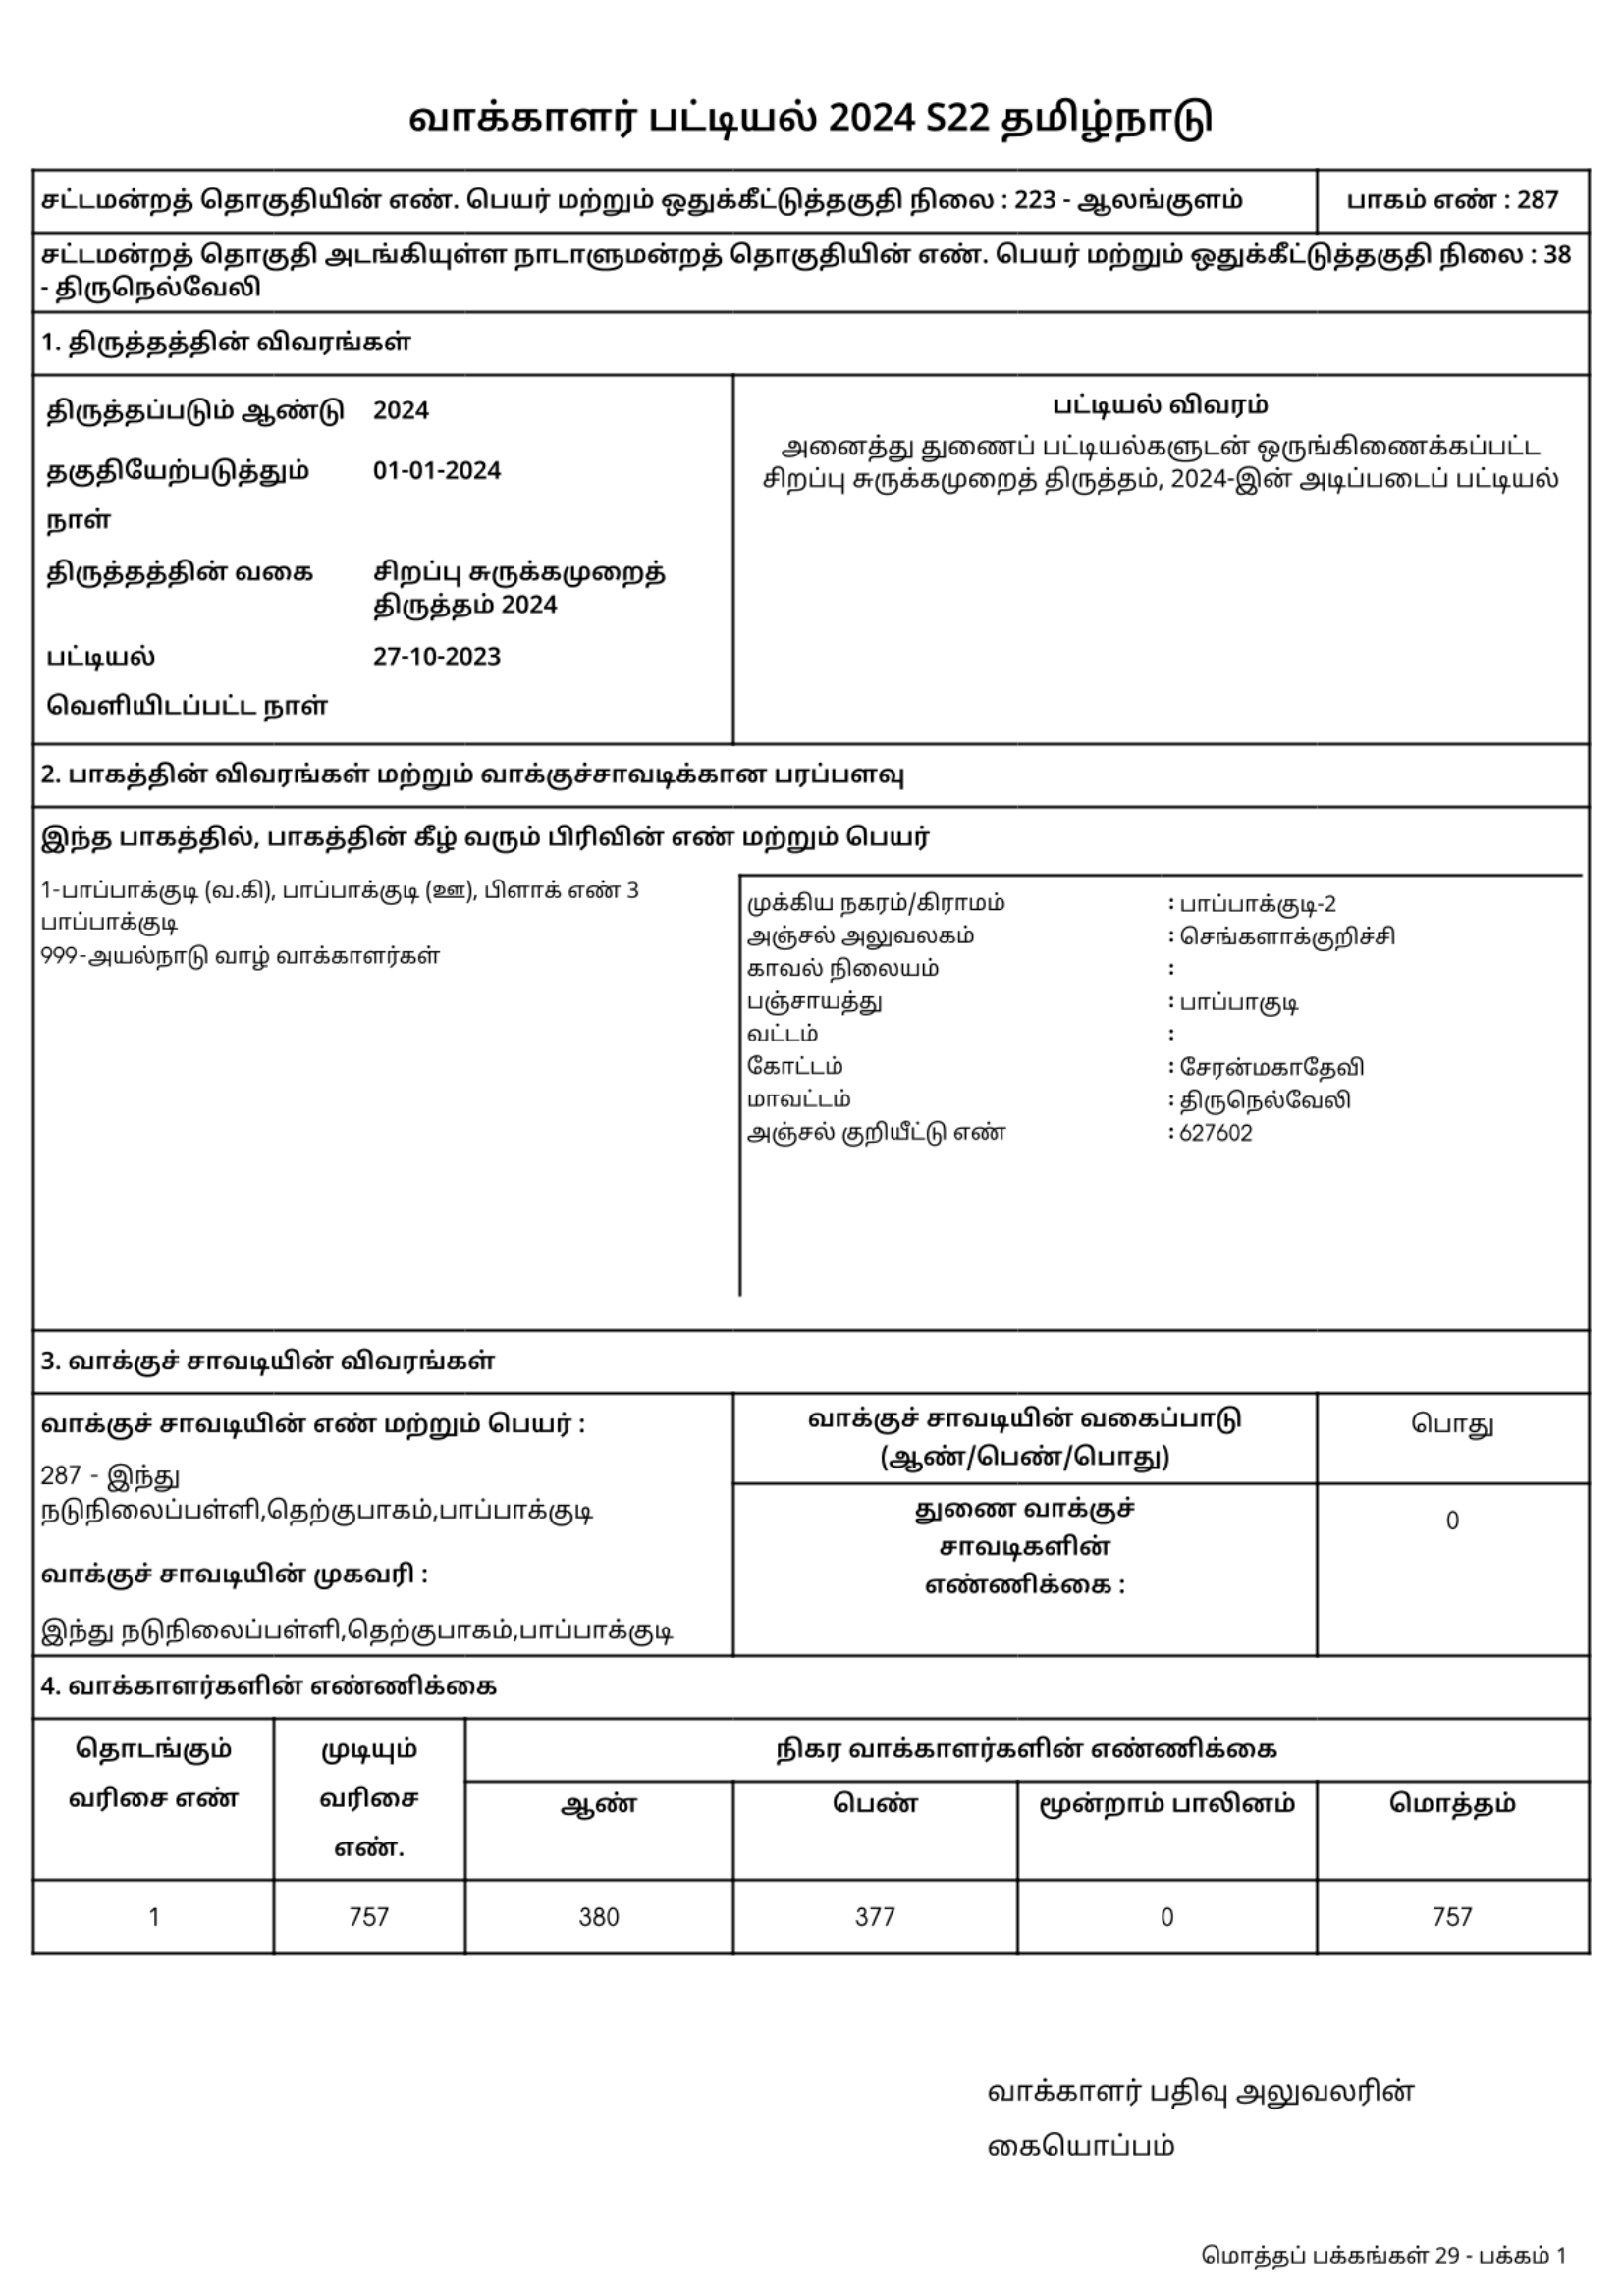 வாக்காளர் பட்டியல் 2024 S22 தமிழ்நாடு
சட்டமன்றத் தொகுதியின் எண். பெயர் மற்றும் ஒதுக்கீட்டுத்தகுதி நிலை : 223 - ஆலங்குளம்
பாகம் எண் : 287
சட்டமன்றத் தொகுதி அடங்கியுள்ள நாடாளுமன்றத் தொகுதியின் எண். பெயர் மற்றும் ஒதுக்கீட்டுத்தகுதி நிலை : 38
- திருநெல்வேலி
1. திருத்தத்தின் விவரங்கள்
திருத்தப்படும் ஆண்டு 2024
தகுதியேற்படுத்தும் 01-01-2024
நாள்
திருத்தத்தின் வகை சிறப்பு சுருக்கமுறைத்
திருத்தம் 2024
பட்டியல் 27-10-2023
வெளியிடப்பட்ட நாள்
பட்டியல் விவரம்
அனைத்து துணைப் பட்டியல்களுடன் ஒருங்கிணைக்கப்பட்ட
சிறப்பு சுருக்கமுறைத் திருத்தம், 2024-இன் அடிப்படைப் பட்டியல்
2. பாகத்தின் விவரங்கள் மற்றும் வாக்குச்சாவடிக்கான பரப்பளவு
இந்த பாகத்தில், பாகத்தின் கீழ் வரும் பிரிவின் எண் மற்றும் பெயர்
1-பாப்பாக்குடி (வ.கி), பாப்பாக்குடி (ஊ), பிளாக் எண் 3
பாப்பாக்குடி
999-அயல்நாடு வாழ் வாக்காளர்கள்
முக்கிய நகரம்/கிராமம் : பாப்பாக்குடி-2
அஞ்சல் அலுவலகம் : செங்களாக்குறிச்சி
காவல் நிலையம் :
பஞ்சாயத்து : பாப்பாகுடி
வட்டம் :
கோட்டம் : சேரன்மகாதேவி
மாவட்டம் : திருநெல்வேலி
அஞ்சல் குறியீட்டு எண் : 627602
3. வாக்குச் சாவடியின் விவரங்கள்
வாக்குச் சாவடியின் எண் மற்றும் பெயர் :
287 - இந்து
நடுநிலைப்பள்ளி,தெற்குபாகம்,பாப்பாக்குடி
வாக்குச் சாவடியின் முகவரி :
இந்து நடுநிலைப்பள்ளி,தெற்குபாகம்,பாப்பாக்குடி
வாக்குச் சாவடியின் வகைப்பாடு
(ஆண்/பெண்/பொது)
பொது
துணை வாக்குச்
சாவடிகளின்
எண்ணிக்கை :
0
4. வாக்காளர்களின் எண்ணிக்கை
தொடங்கும்
வரிசை எண்
முடியும்
வரிசை
எண்.
நிகர வாக்காளர்களின் எண்ணிக்கை
ஆண் பெண் மூன்றாம் பாலினம் மொத்தம்
1 757 380 377 0 757
வாக்காளர் பதிவு அலுவலரின்
கையொப்பம்
மொத்தப் பக்கங்கள் 29 - பக்கம் 1